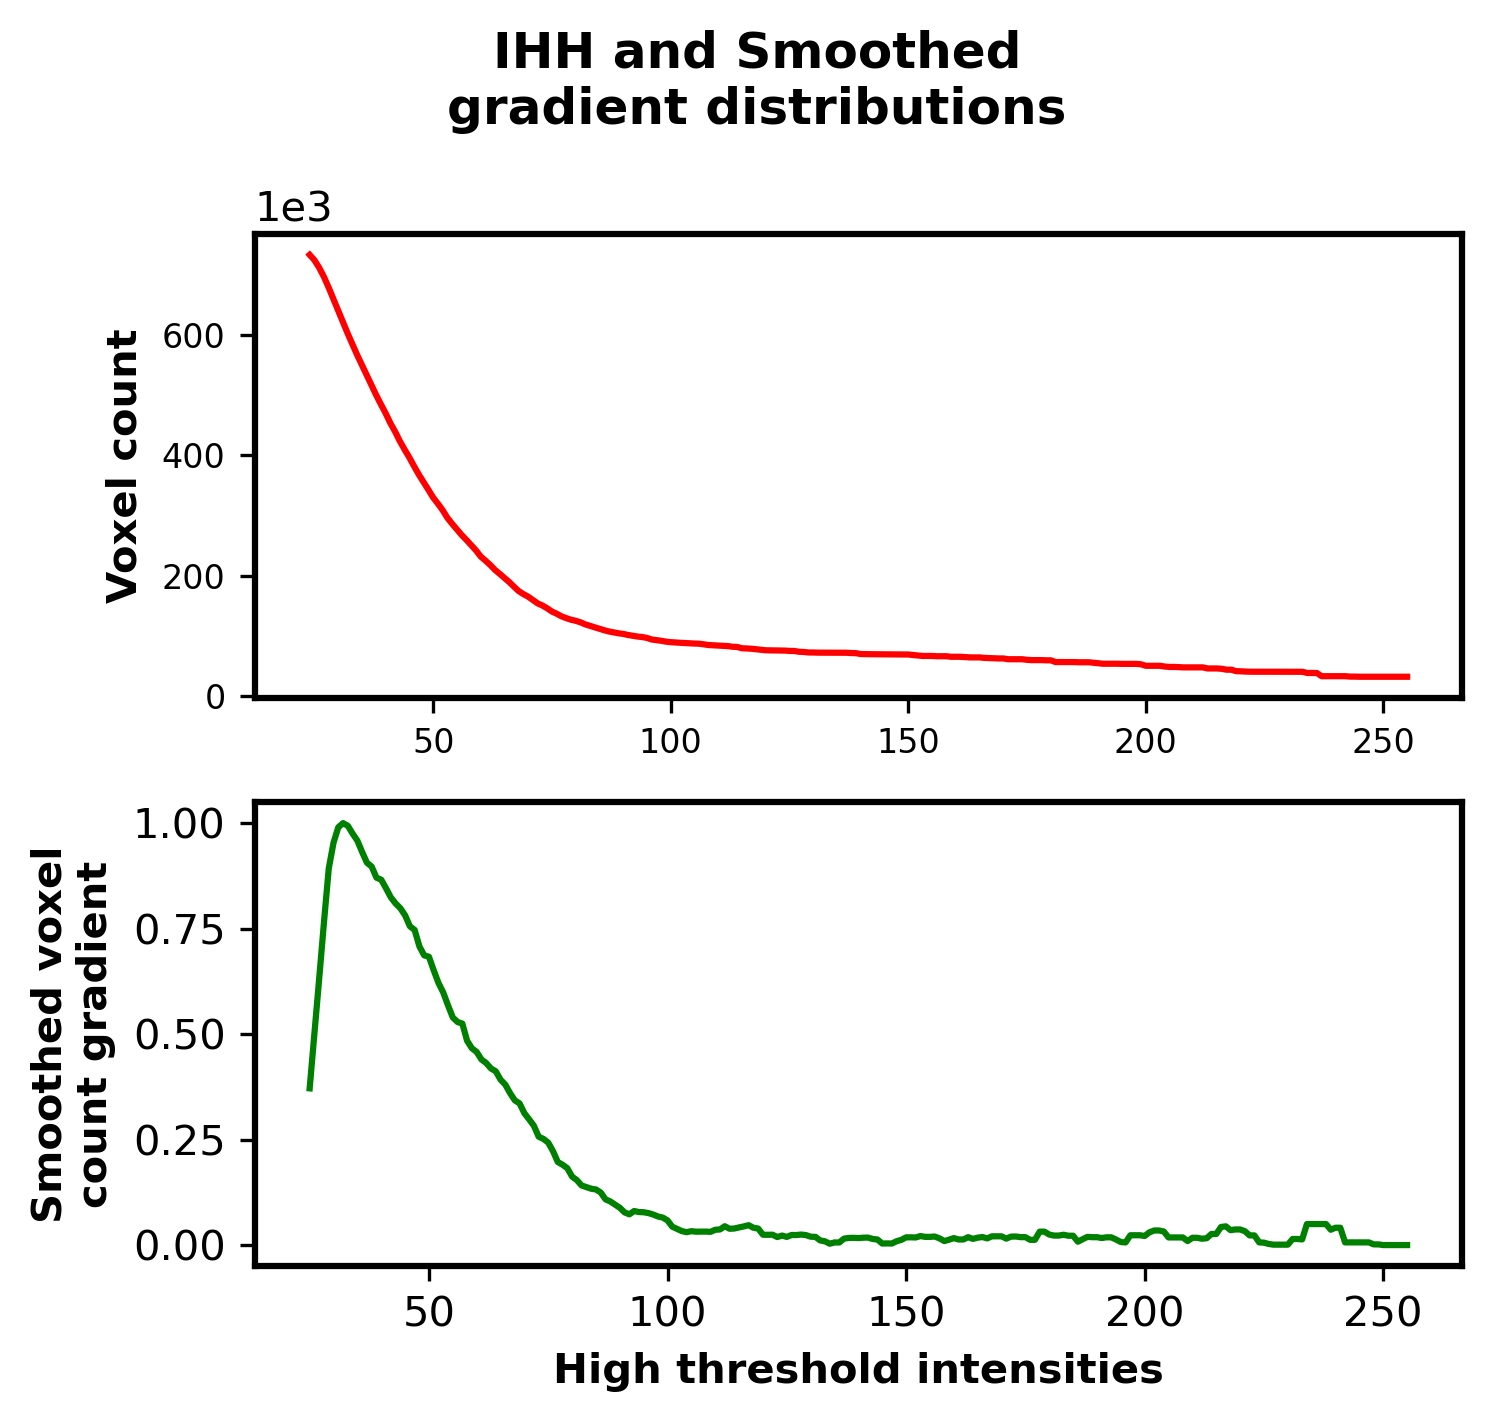 IHH and Smoothed
gradient distributions
1e3
Voxel count
600
400
200
0
50 100 150 200 250
Smoothed voxel
count gradient
1.00
0.75
0.50
0.25
0.00
50 100 150 200 250
High threshold intensities